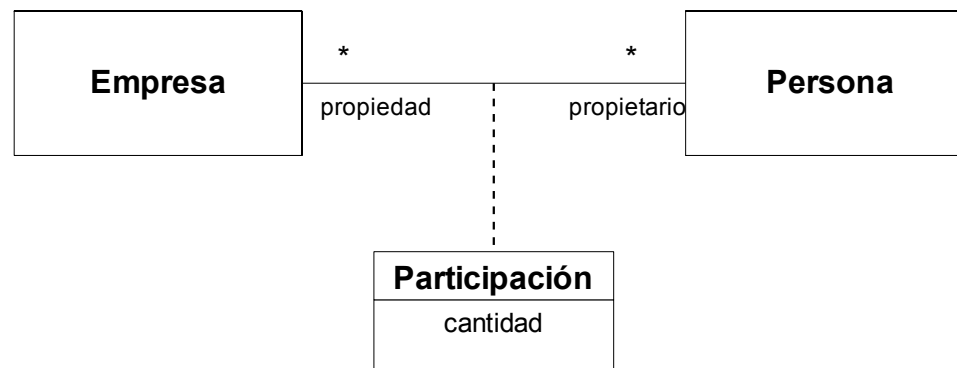 * *
Empresa Persona
propiedad propietario
Participación
cantidad